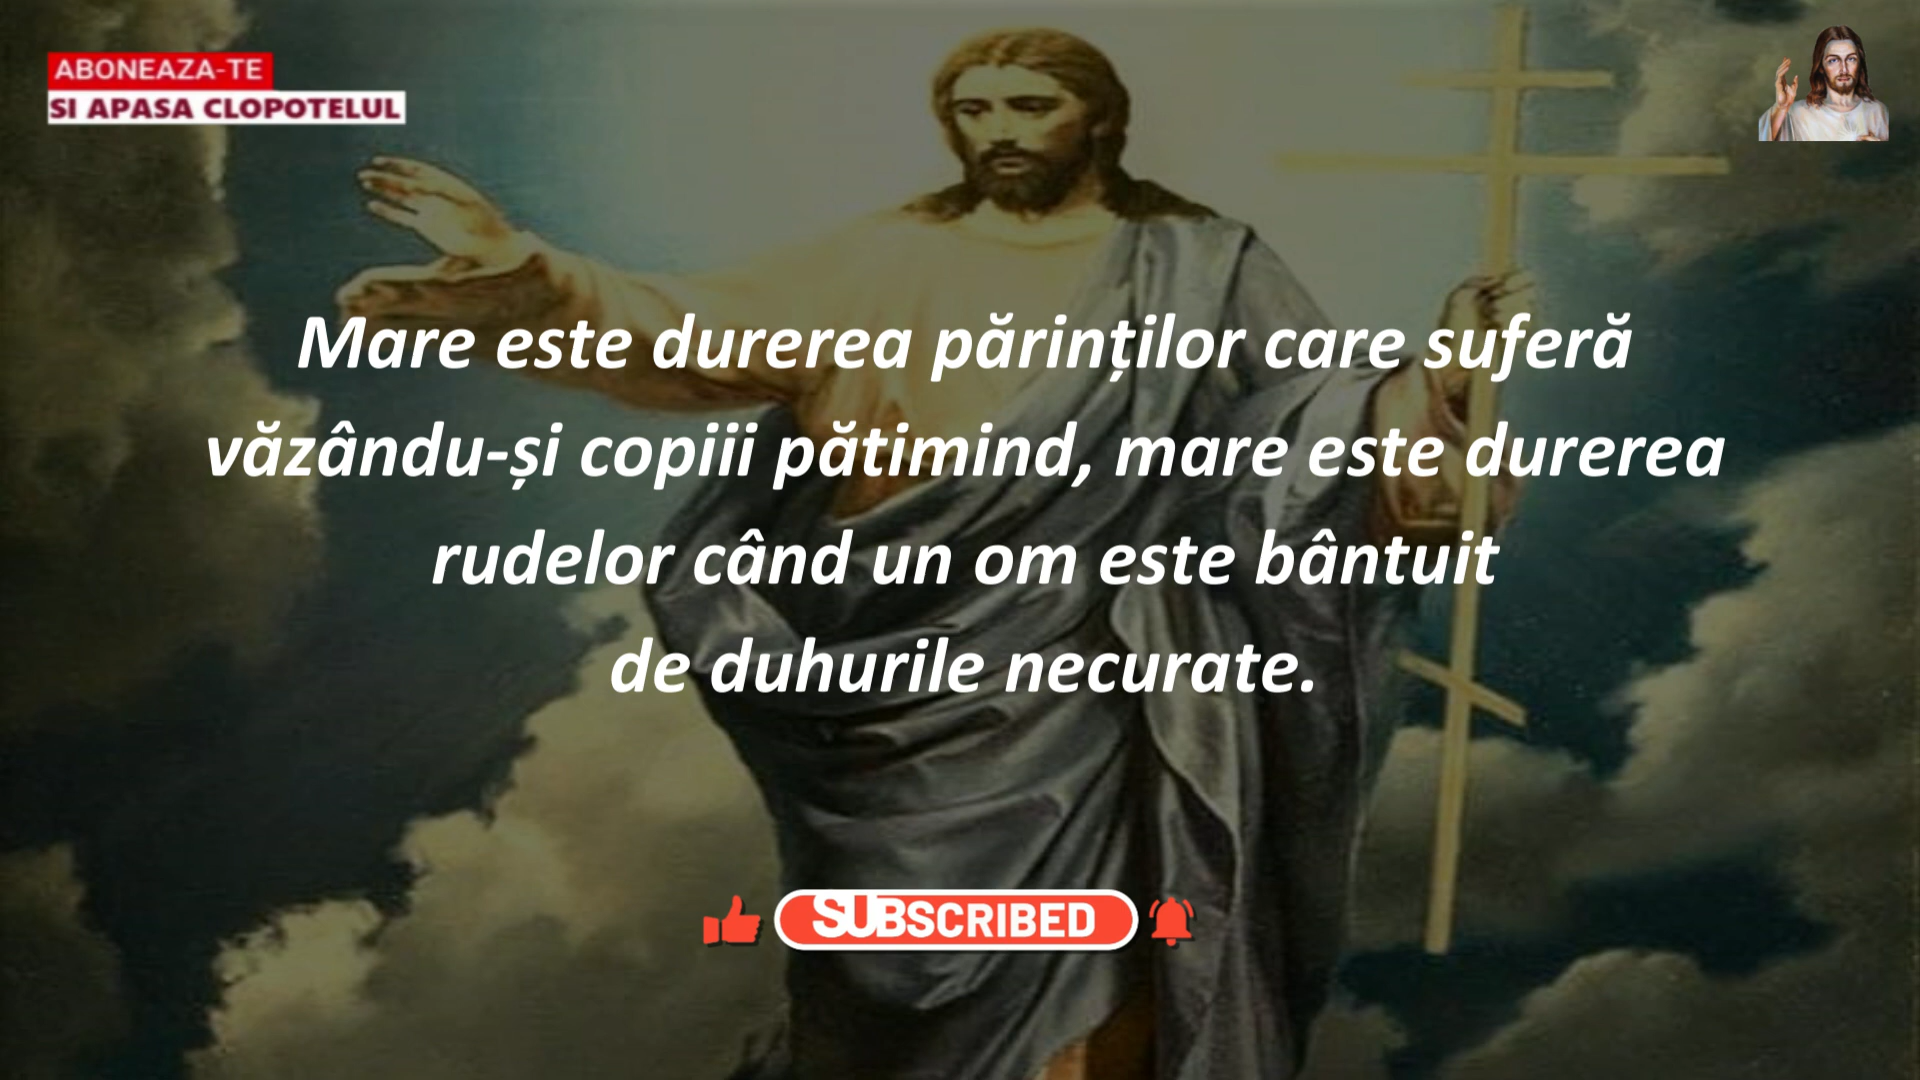 ABONEAZA-TE
SI APASA CLOPOTELUL
Mare este durerea părinților care suferă
văzându-și copiii pătimind, mare este durerea
rudelor când un om este bântuit
de duhurile necurate.
SUBSCRIBED